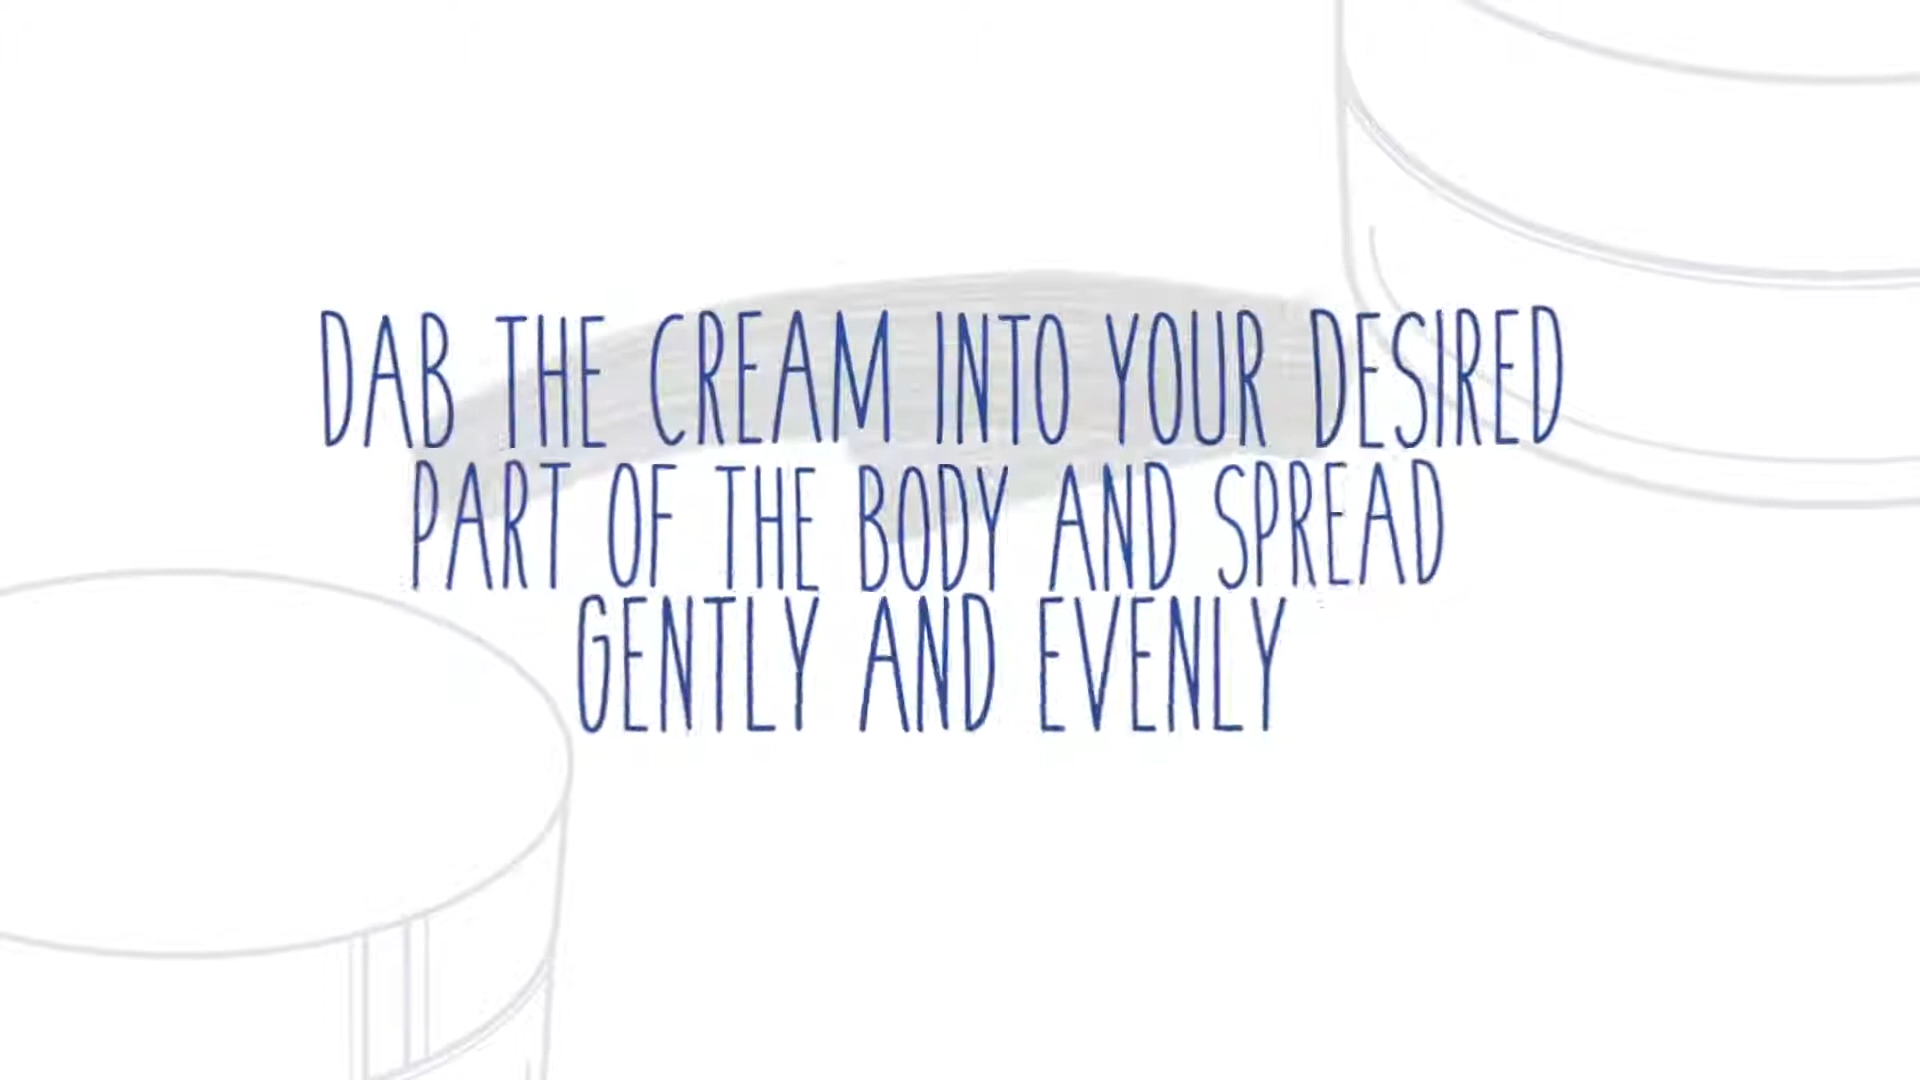 DAB THE CREAM INTO YOUR DESIRED
PART OF THE BODY AND SPREAD
GENTLY AND EVENLY